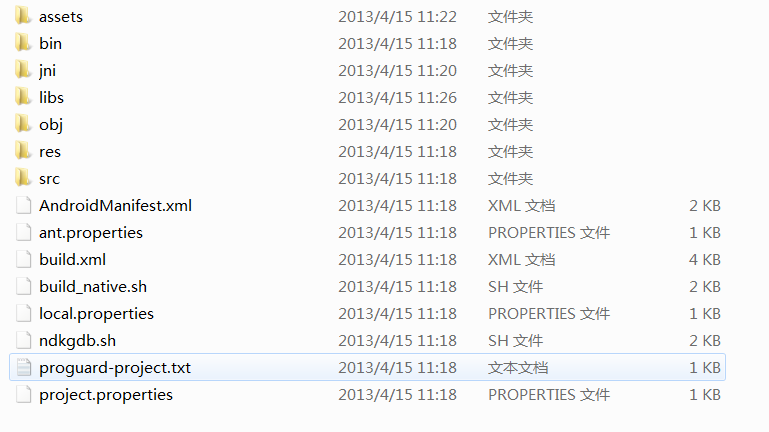 assets 2013/4/15 11:22 文件夹
bin 2013/4/15 11:18 文件夹
jni 2013/4/15 11:20 文件夹
libs 2013/4/15 11:26 文件夹
obj 2013/4/15 11:20 文件夹
res 2013/4/15 11:18 文件夹
src 2013/4/15 11:18 文件夹
AndroidManifest.xml 2013/4/15 11:18 XML 文档 2 KB
ant.properties 2013/4/15 11:18 PROPERTIES 文件 1 KB
build.xml 2013/4/15 11:18 XML 文档 4 KB
build_native.sh 2013/4/15 11:18 SH 文件 2 KB
local.properties 2013/4/15 11:18 PROPERTIES 文件 1 KB
ndkgdb.sh 2013/4/15 11:18 SH 文件 2 KB
proguard-project.txt 2013/4/15 11:18 文本文档 1 KB
project.properties 2013/4/15 11:18 PROPERTIES 文件 1 KB